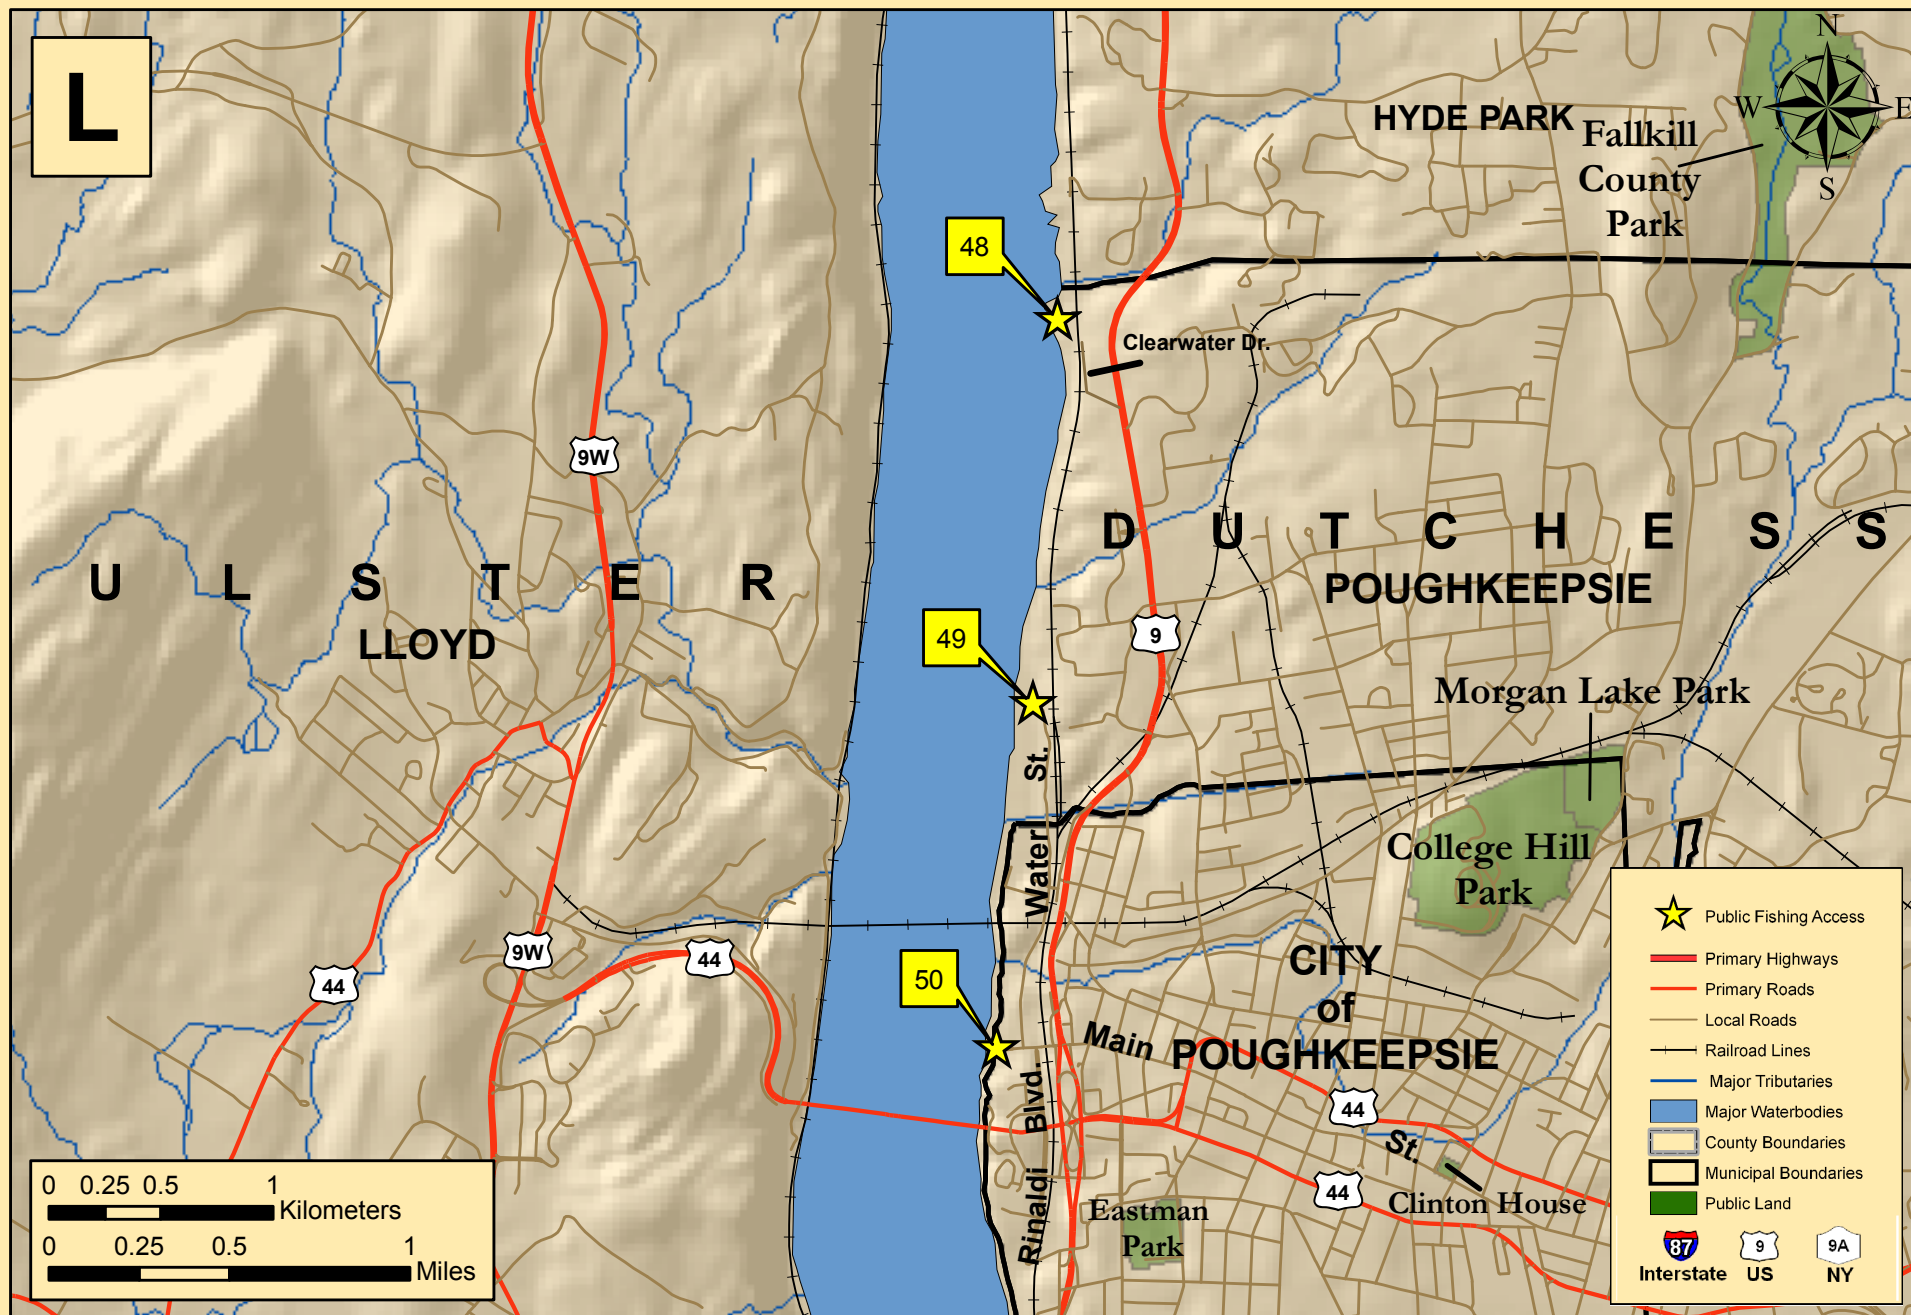 L
N
W
E
S
HYDE PARK
Fallkill
County
Park
48
Clearwater Dr.
9W
D U T C H E S S
POUGHKEEPSIE
U L S T E R
LLOYD
49
9
Morgan Lake Park
Water St.
College Hill
Park
9W
44
44
50
CITY
of
POUGHKEEPSIE
Main St.
Rinaldi Blvd.
44
44
Clinton House
Eastman
Park
0 0.25 0.5 1
Kilometers
0 0.25 0.5 1
Miles
Public Fishing Access
Primary Highways
Primary Roads
Local Roads
Railroad Lines
Major Tributaries
Major Waterbodies
County Boundaries
Municipal Boundaries
Public Land
87 9 9A
Interstate US NY